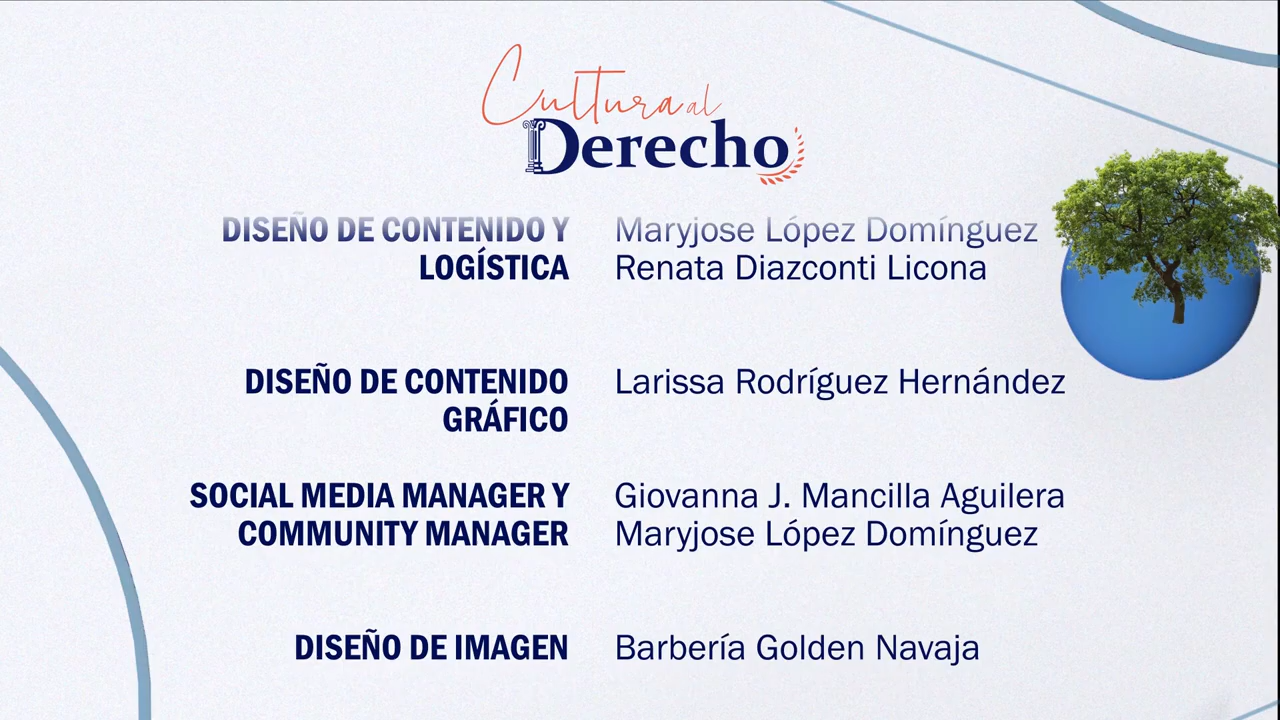 Cultura al
Derecho
DISEÑO DE CONTENIDO Y
LOGÍSTICA
Maryjose López Domínguez
Renata Diazconti Licona
DISEÑO DE CONTENIDO
GRÁFICO
Larissa Rodríguez Hernández
SOCIAL MEDIA MANAGER Y
COMMUNITY MANAGER
Giovanna J. Mancilla Aguilera
Maryjose López Domínguez
DISEÑO DE IMAGEN
Barbería Golden Navaja